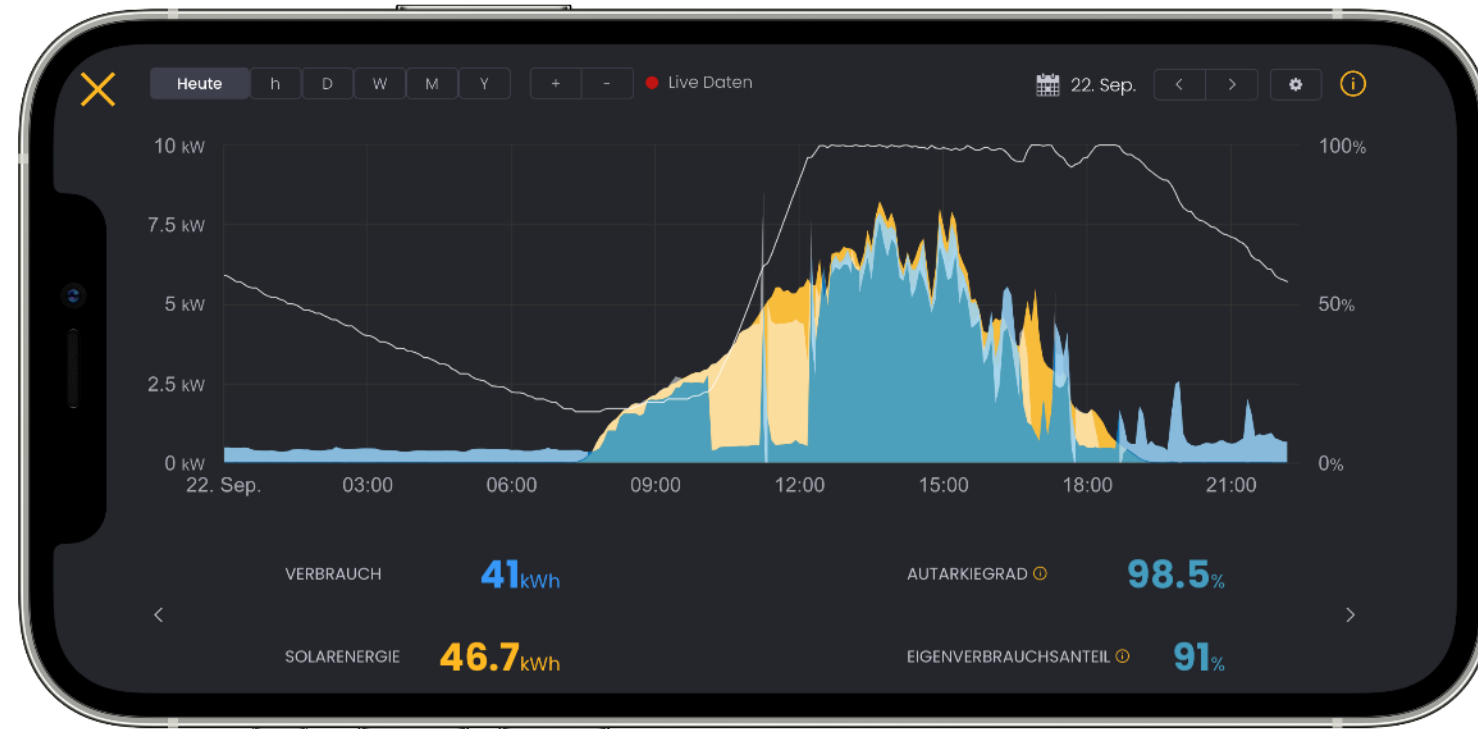 Heute h D W M Y + - Live Daten 22. Sep. < >
10 kW 100%
7.5 kW
5 kW 50%
2.5 kW
0 kW 0%
22. Sep. 03:00 06:00 09:00 12:00 15:00 18:00 21:00
VERBRAUCH 41kWh AUTARKIEGRAD 98.5%
SOLARENERGIE 46.7kWh EIGENVERBRAUCHSANTEIL 91%